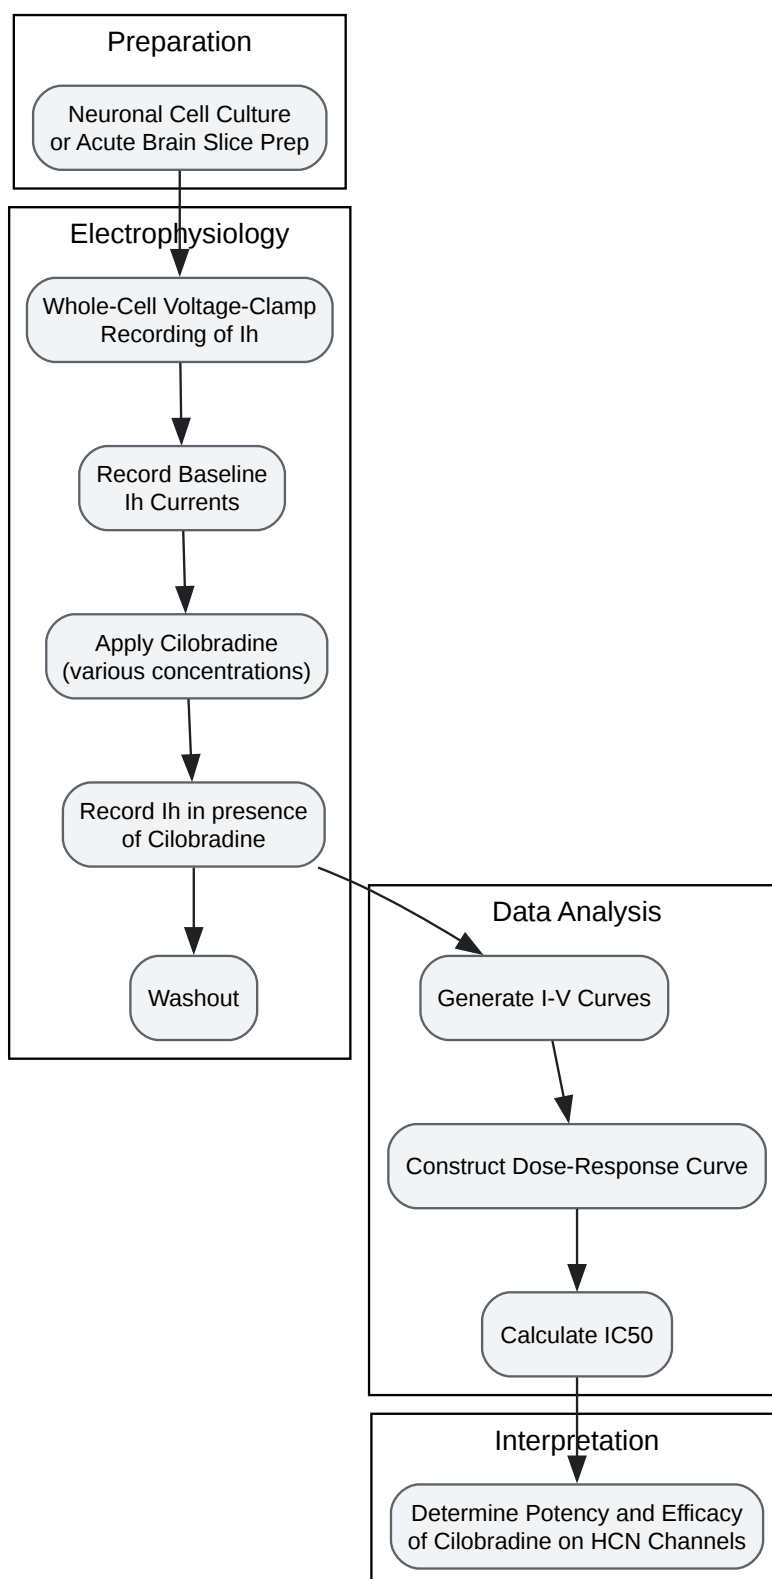 Preparation
Neuronal Cell Culture
or Acute Brain Slice Prep
Electrophysiology
Whole-Cell Voltage-Clamp
Recording of Ih
Record Baseline
Ih Currents
Apply Cilobradine
(various concentrations)
Record Ih in presence
of Cilobradine
Washout
Data Analysis
Generate I-V Curves
Construct Dose-Response Curve
Calculate IC50
Interpretation
Determine Potency and Efficacy
of Cilobradine on HCN Channels